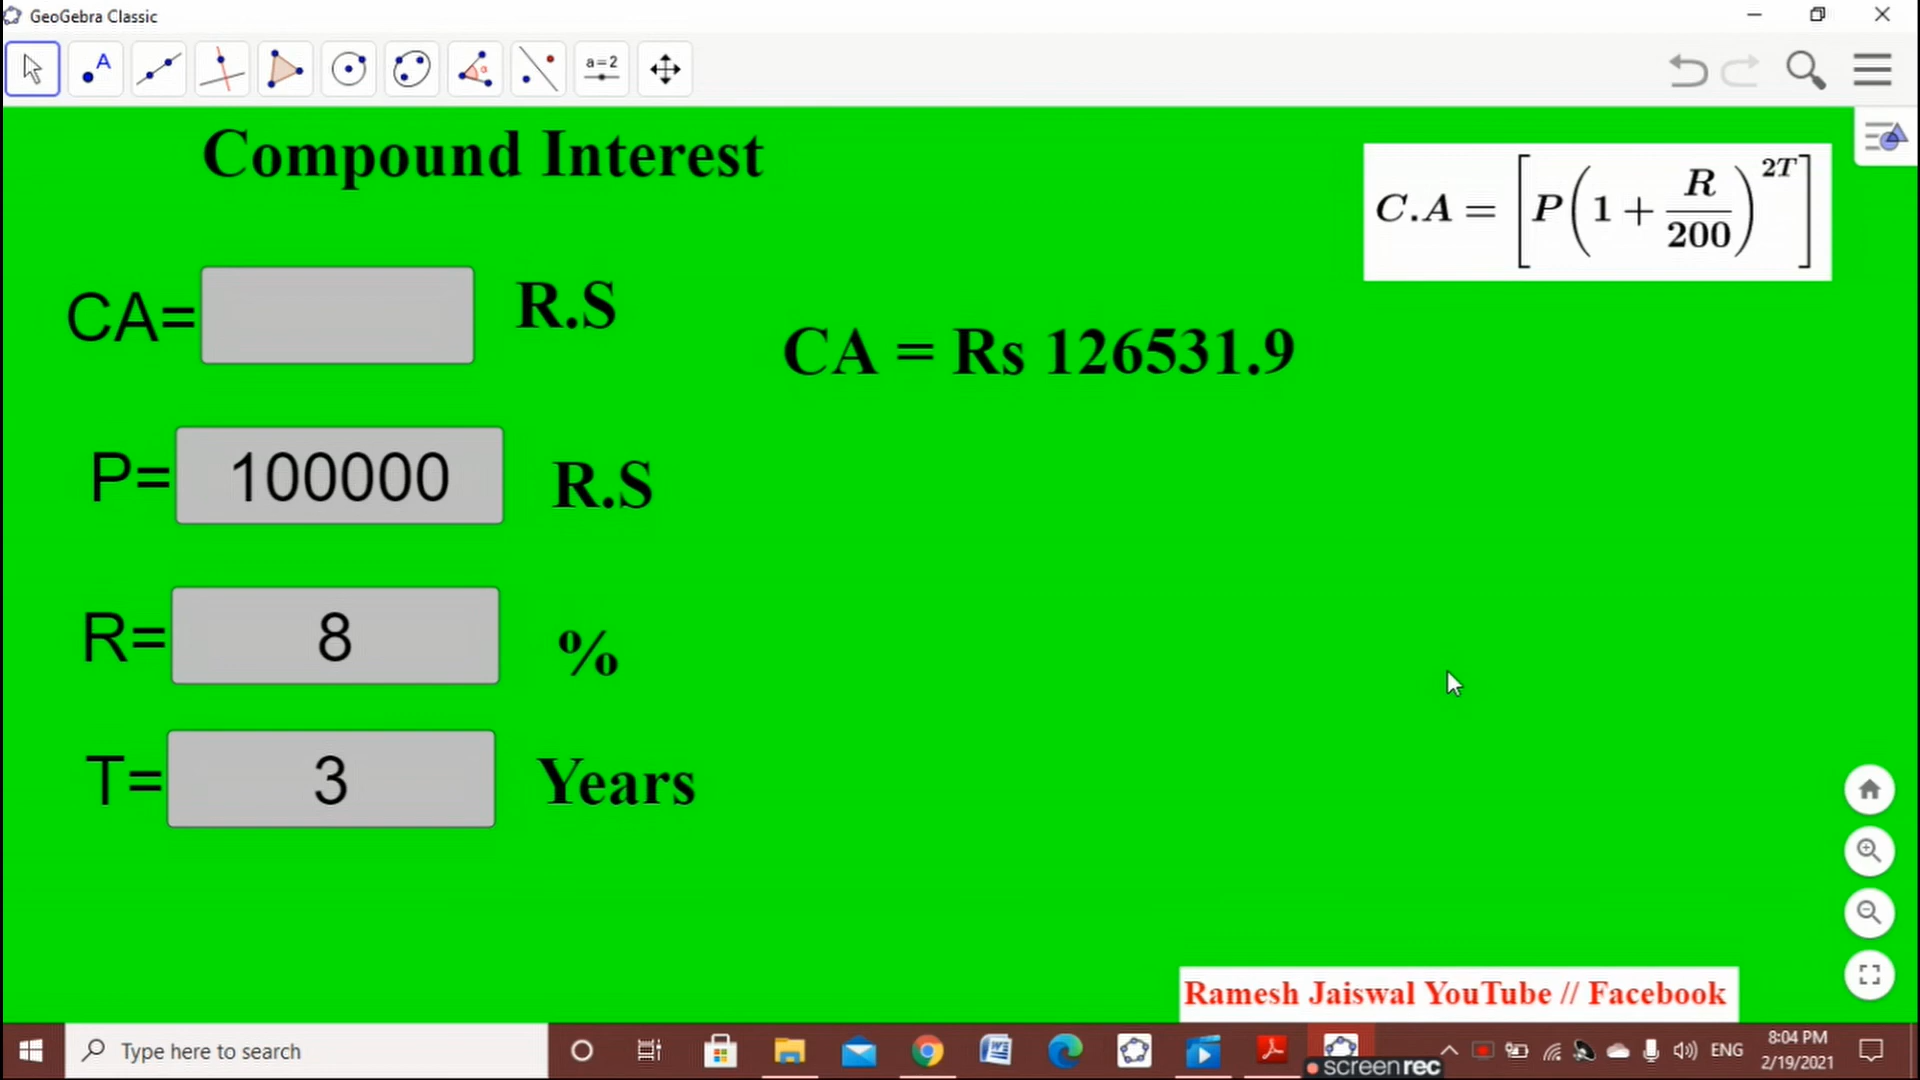 GeoGebra Classic
A
a=2
Compound Interest
C.A = [P(1 + R/200)^2T]
CA=
R.S
CA = Rs 126531.9
P=
100000
R.S
R=
8
%
T=
3
Years
Ramesh Jaiswal YouTube // Facebook
Type here to search
screenrec
ENG
8:04 PM
2/19/2021